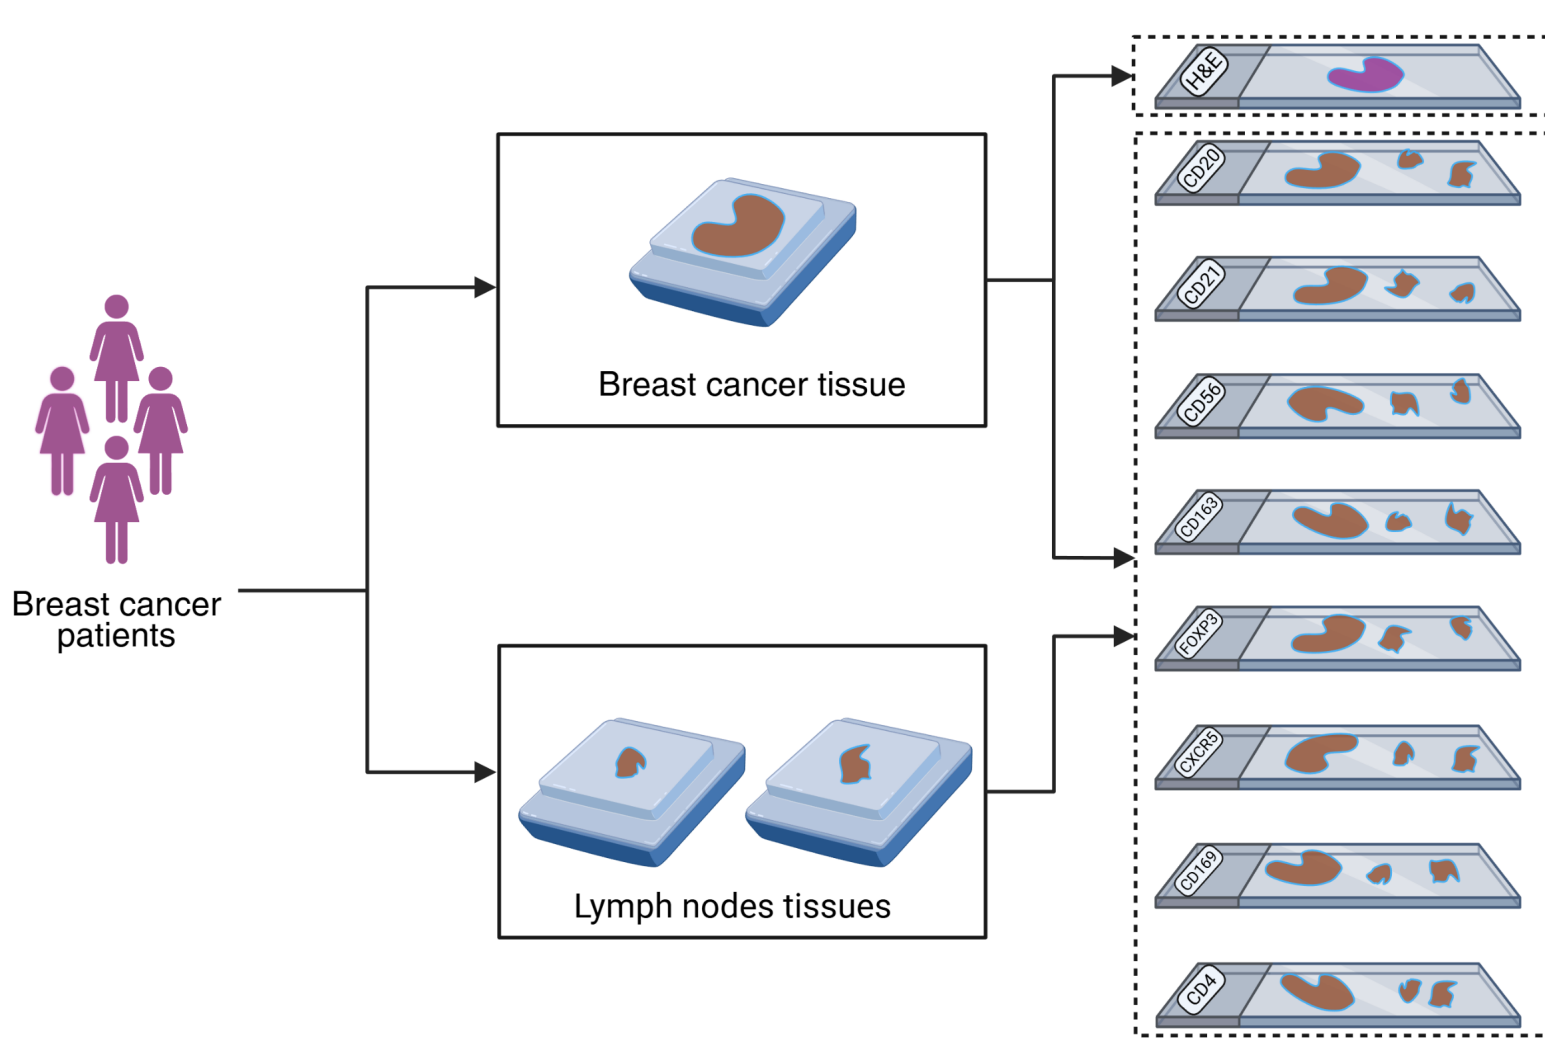 Breast cancer
patients
Breast cancer tissue
Lymph nodes tissues
H&E
CD20
CD21
CD56
CD163
FOXP3
CXCR5
CD169
CD4